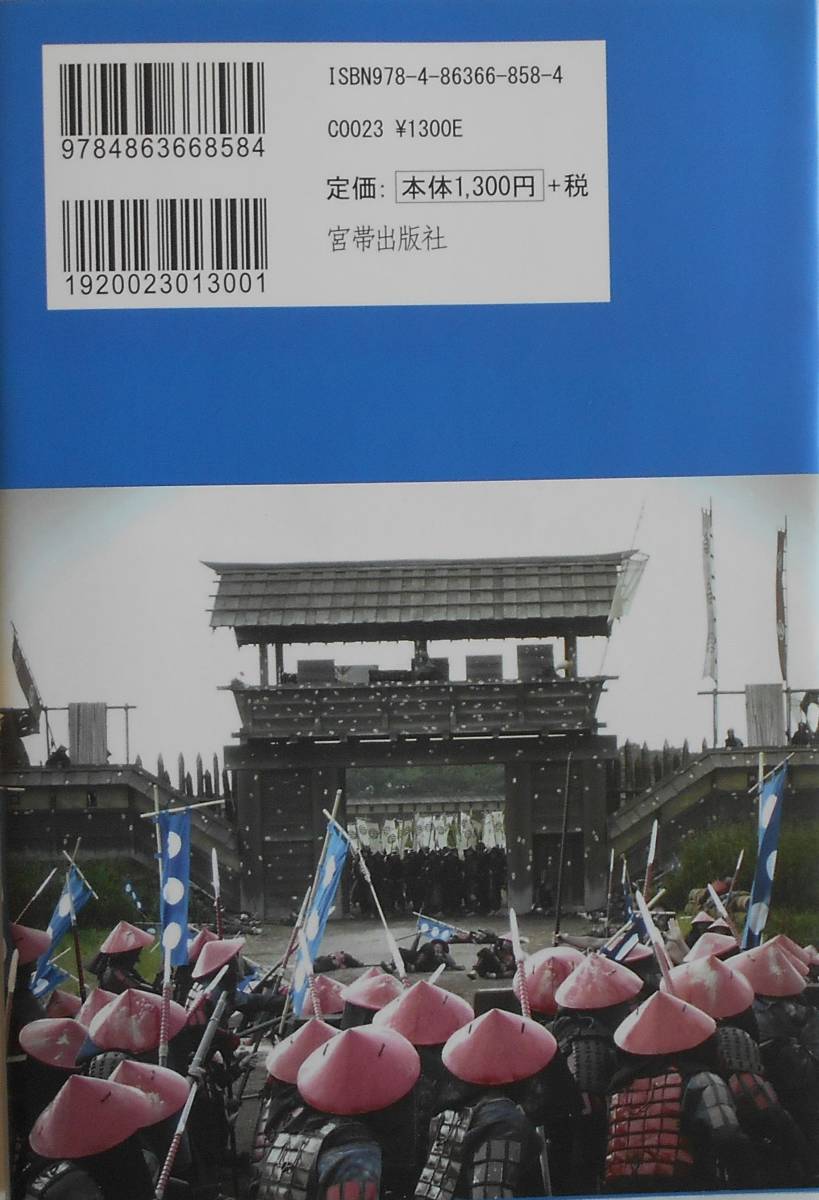 ISBN978-4-86366-858-4
C0023 ¥1300E
定価: 本体1,300円+税
宮帯出版社
9784863668584
1920023013001